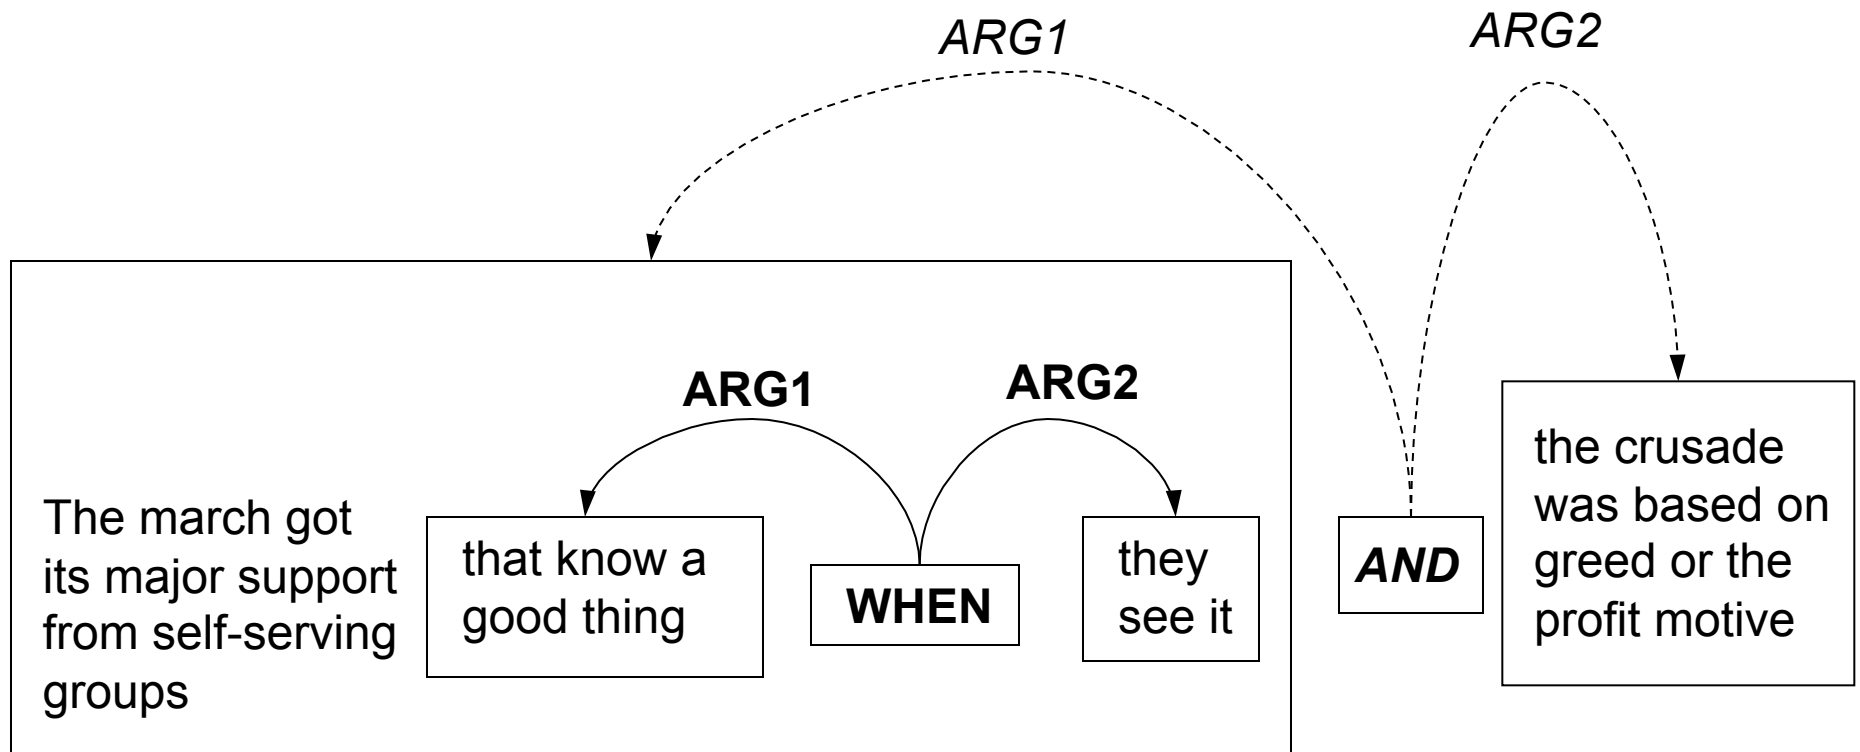 ARG1
ARG2
ARG1
ARG2
The march got
its major support
from self-serving
groups
that know a
good thing
WHEN
they
see it
AND
the crusade
was based on
greed or the
profit motive